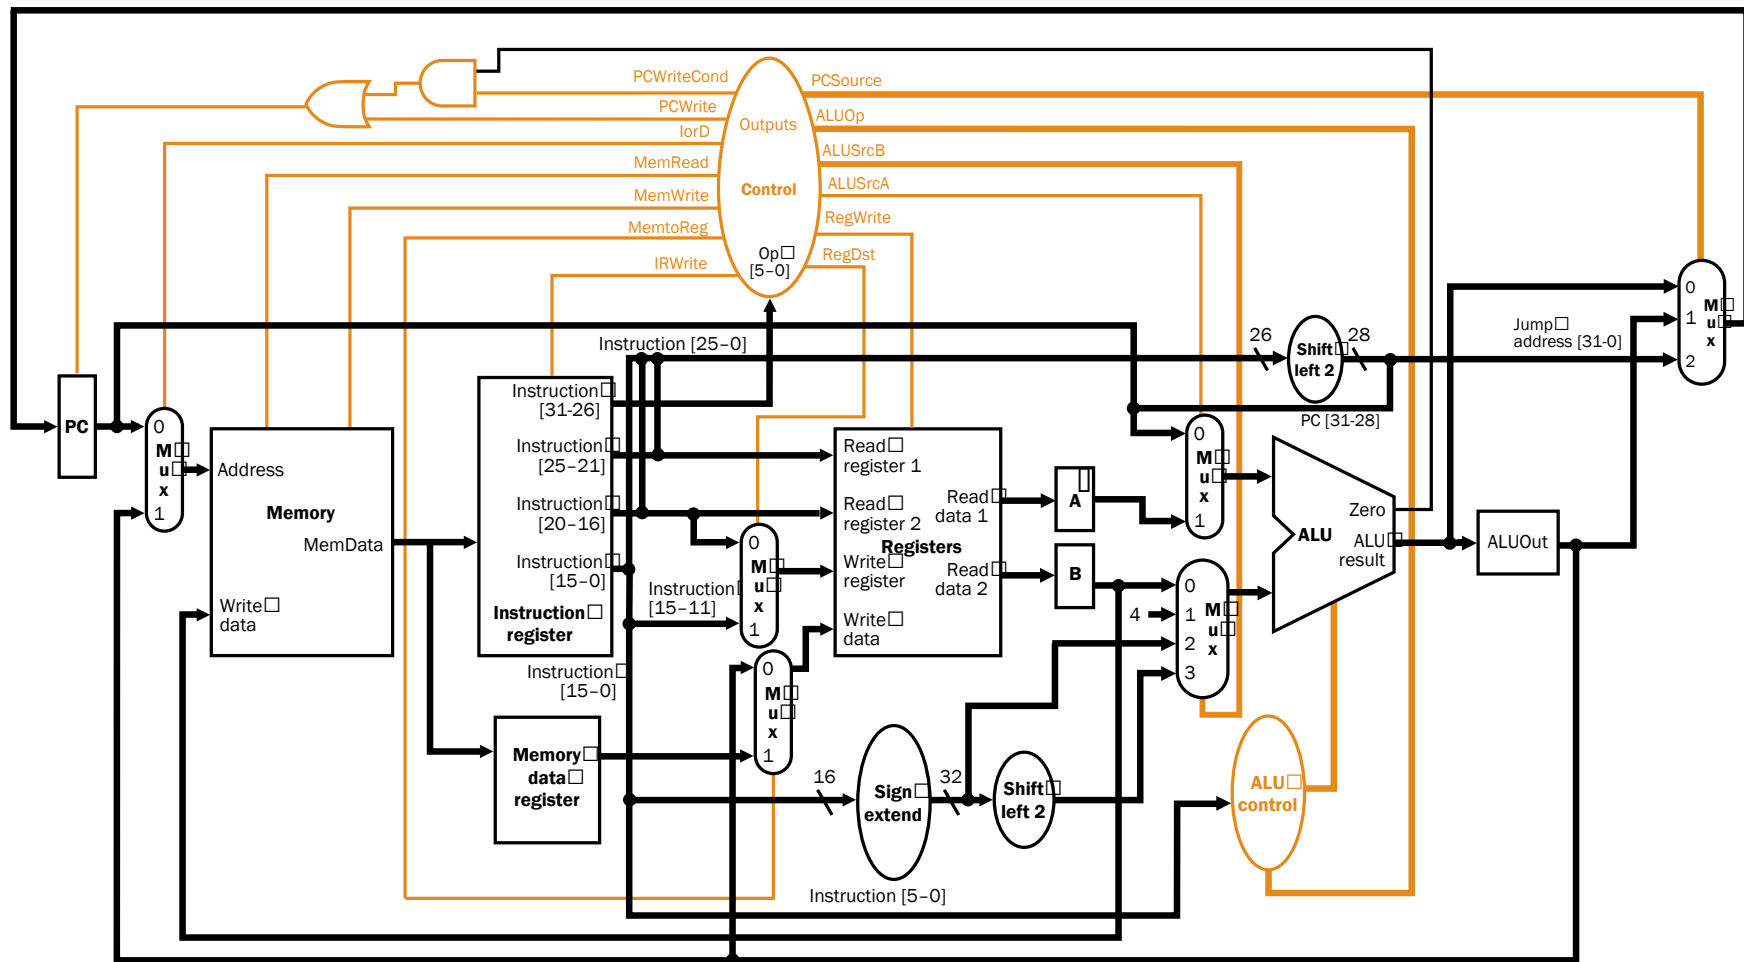 PCWriteCond
PCWrite
IorD
MemRead
MemWrite
MemtoReg
IRWrite
Outputs
Control
Op
[5–0]
PCSource
ALUOp
ALUSrcB
ALUSrcA
RegWrite
RegDst
Instruction [25–0]
26
Shift
left 2
28
Jump
address [31-0]
0
1
2
M
u
x
PC [31-28]
PC
0
M
u
x
1
Address
Memory
MemData
Write
data
Instruction
[31-26]
Instruction
[25–21]
Instruction
[20–16]
Instruction
[15–0]
Instruction
register
Instruction
[15–11]
Instruction
[15–0]
0
M
u
x
1
0
M
u
x
1
Memory
data
register
Read
register 1
Read
register 2
Registers
Write
register
Write
data
Read
data 1
Read
data 2
A
B
0
M
u
x
1
4
0
1
2
3
M
u
x
ALU
Zero
ALU
result
ALUOut
16
Sign
extend
32
Shift
left 2
ALU
control
Instruction [5–0]